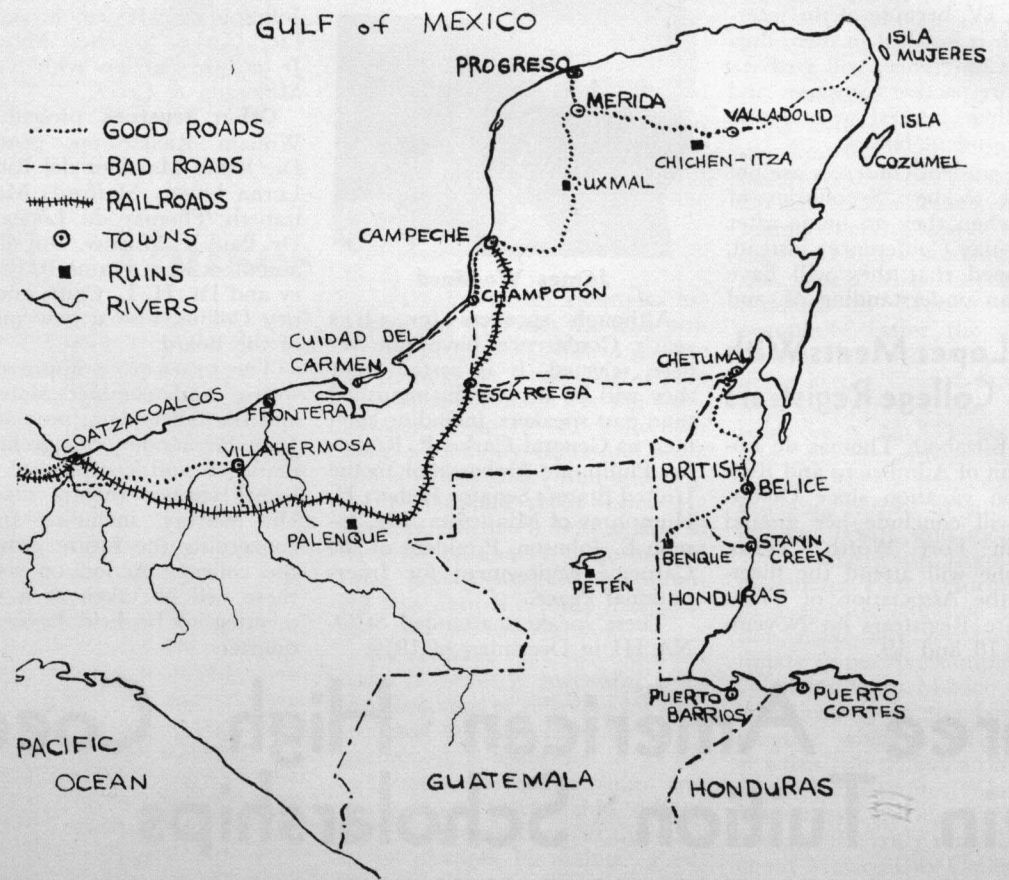 GULF of MEXICO
ISLA
MUJERES
PROGRESO
MERIDA
VALLADOLID
ISLA
COZUMEL
GOOD ROADS
BAD ROADS
RAILROADS
TOWNS
RUINS
RIVERS
CHICHEN-ITZA
UXMAL
CAMPECHE
CHAMPOTÓN
CUIDAD DEL
CARMEN
CHETUMAL
ESCÁRCEGA
FRONTERA
COATZACOALCOS
VILLAHERMOSA
BRITISH
BELICE
PALENQUE
BENQUE
STANN
CREEK
PETÉN
HONDURAS
PUERTO
BARRIOS
PUERTO
CORTES
PACIFIC
OCEAN
GUATEMALA
HONDURAS